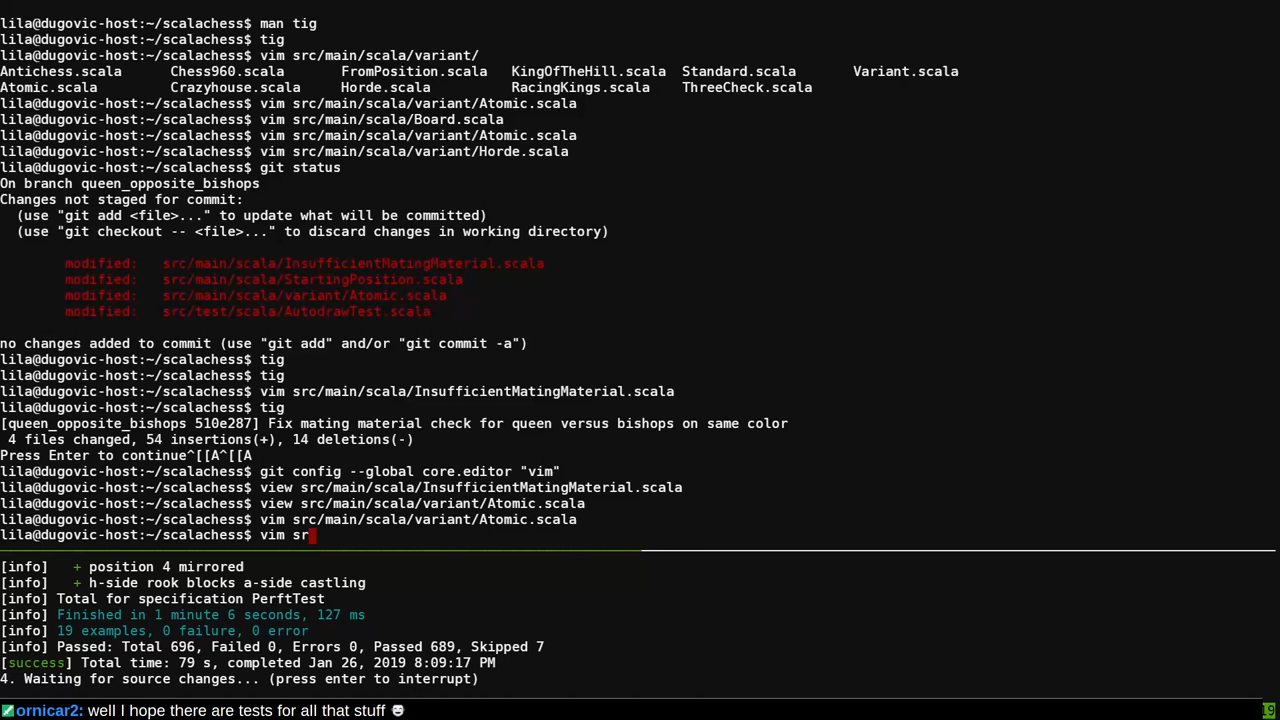 lila@dugovic-host:~/scalachess$ man tig
lila@dugovic-host:~/scalachess$ tig
lila@dugovic-host:~/scalachess$ vim src/main/scala/variant/
Antichess.scala Chess960.scala FromPosition.scala KingOfTheHill.scala Standard.scala Variant.scala
Atomic.scala Crazyhouse.scala Horde.scala RacingKings.scala ThreeCheck.scala
lila@dugovic-host:~/scalachess$ vim src/main/scala/variant/Atomic.scala
lila@dugovic-host:~/scalachess$ vim src/main/scala/Board.scala
lila@dugovic-host:~/scalachess$ vim src/main/scala/variant/Atomic.scala
lila@dugovic-host:~/scalachess$ vim src/main/scala/variant/Horde.scala
lila@dugovic-host:~/scalachess$ git status
On branch queen_opposite_bishops
Changes not staged for commit:
(use "git add <file>..." to update what will be committed)
(use "git checkout -- <file>..." to discard changes in working directory)
modified: src/main/scala/InsufficientMatingMaterial.scala
modified: src/main/scala/StartingPosition.scala
modified: src/main/scala/variant/Atomic.scala
modified: src/test/scala/AutodrawTest.scala
no changes added to commit (use "git add" and/or "git commit -a")
lila@dugovic-host:~/scalachess$ tig
lila@dugovic-host:~/scalachess$ tig
lila@dugovic-host:~/scalachess$ vim src/main/scala/InsufficientMatingMaterial.scala
lila@dugovic-host:~/scalachess$ tig
[queen_opposite_bishops 510e287] Fix mating material check for queen versus bishops on same color
4 files changed, 54 insertions(+), 14 deletions(-)
Press Enter to continue^[[A^[[A
lila@dugovic-host:~/scalachess$ git config --global core.editor "vim"
lila@dugovic-host:~/scalachess$ view src/main/scala/InsufficientMatingMaterial.scala
lila@dugovic-host:~/scalachess$ view src/main/scala/variant/Atomic.scala
lila@dugovic-host:~/scalachess$ vim src/main/scala/variant/Atomic.scala
lila@dugovic-host:~/scalachess$ vim sr
[info] + position 4 mirrored
[info] + h-side rook blocks a-side castling
[info] Total for specification PerftTest
[info] Finished in 1 minute 6 seconds, 127 ms
[info] 19 examples, 0 failure, 0 error
[info] Passed: Total 696, Failed 0, Errors 0, Passed 689, Skipped 7
[success] Total time: 79 s, completed Jan 26, 2019 8:09:17 PM
4. Waiting for source changes... (press enter to interrupt)
ornicar2: well I hope there are tests for all that stuff